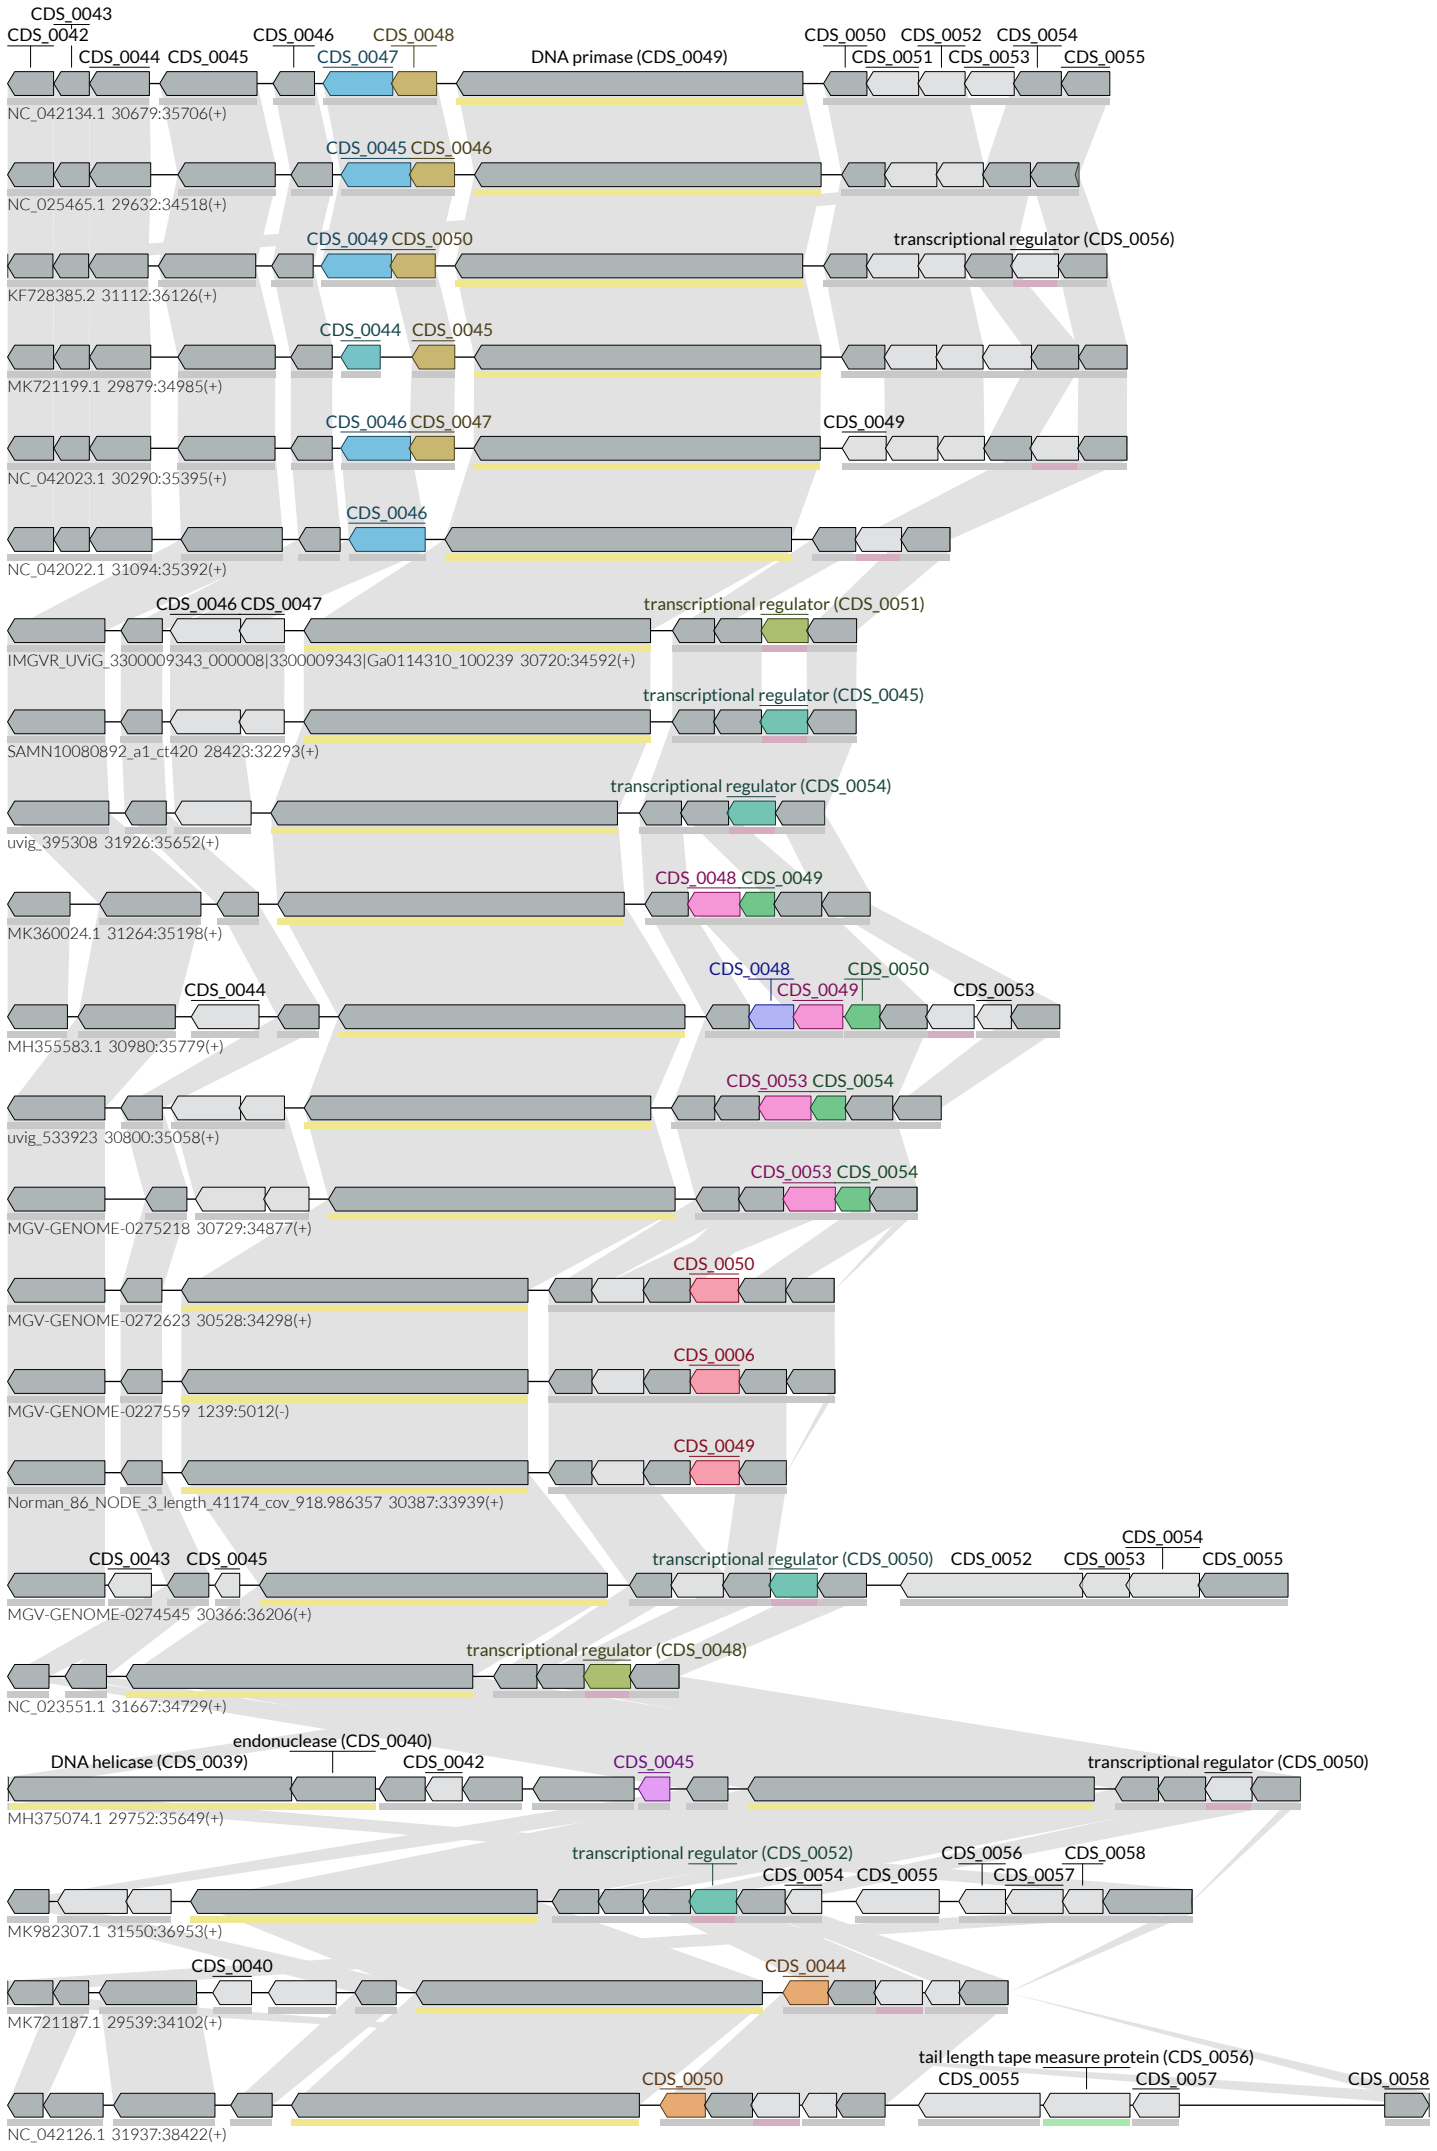 CDS_0043
CDS_0042 CDS_0046 CDS_0048 CDS_0050 CDS_0052 CDS_0054
CDS_0044 CDS_0045 CDS_0047 DNA primase (CDS_0049) CDS_0051 CDS_0053 CDS_0055
NC_042134.1 30679:35706(+)
CDS_0045 CDS_0046
NC_025465.1 29632:34518(+)
CDS_0049 CDS_0050 transcriptional regulator (CDS_0056)
KF728385.2 31112:36126(+)
CDS_0044 CDS_0045
MK721199.1 29879:34985(+)
CDS_0046 CDS_0047 CDS_0049
NC_042023.1 30290:35395(+)
CDS_0046
NC_042022.1 31094:35392(+)
CDS_0046 CDS_0047 transcriptional regulator (CDS_0051)
IMGVR_UViG_3300009343_000008|3300009343|Ga0114310_100239 30720:34592(+)
transcriptional regulator (CDS_0045)
SAMN10080892_a1_ct420 28423:32293(+)
transcriptional regulator (CDS_0054)
uvig_395308 31926:35652(+)
CDS_0048 CDS_0049
MK360024.1 31264:35198(+)
CDS_0048 CDS_0050
CDS_0044 CDS_0049 CDS_0053
MH355583.1 30980:35779(+)
CDS_0053 CDS_0054
uvig_533923 30800:35058(+)
CDS_0053 CDS_0054
MGV-GENOME-0275218 30729:34877(+)
CDS_0050
MGV-GENOME-0272623 30528:34298(+)
CDS_0006
MGV-GENOME-0227559 1239:5012(-)
CDS_0049
Norman_86_NODE_3_length_41174_cov_918.986357 30387:33939(+)
CDS_0054
CDS_0043 CDS_0045 transcriptional regulator (CDS_0050) CDS_0052 CDS_0053 CDS_0055
MGV-GENOME-0274545 30366:36206(+)
transcriptional regulator (CDS_0048)
NC_023551.1 31667:34729(+)
endonuclease (CDS_0040)
DNA helicase (CDS_0039) CDS_0042 CDS_0045 transcriptional regulator (CDS_0050)
MH375074.1 29752:35649(+)
transcriptional regulator (CDS_0052) CDS_0056 CDS_0058
CDS_0054 CDS_0055 CDS_0057
MK982307.1 31550:36953(+)
CDS_0040 CDS_0044
MK721187.1 29539:34102(+)
tail length tape measure protein (CDS_0056)
CDS_0050 CDS_0055 CDS_0057 CDS_0058
NC_042126.1 31937:38422(+)